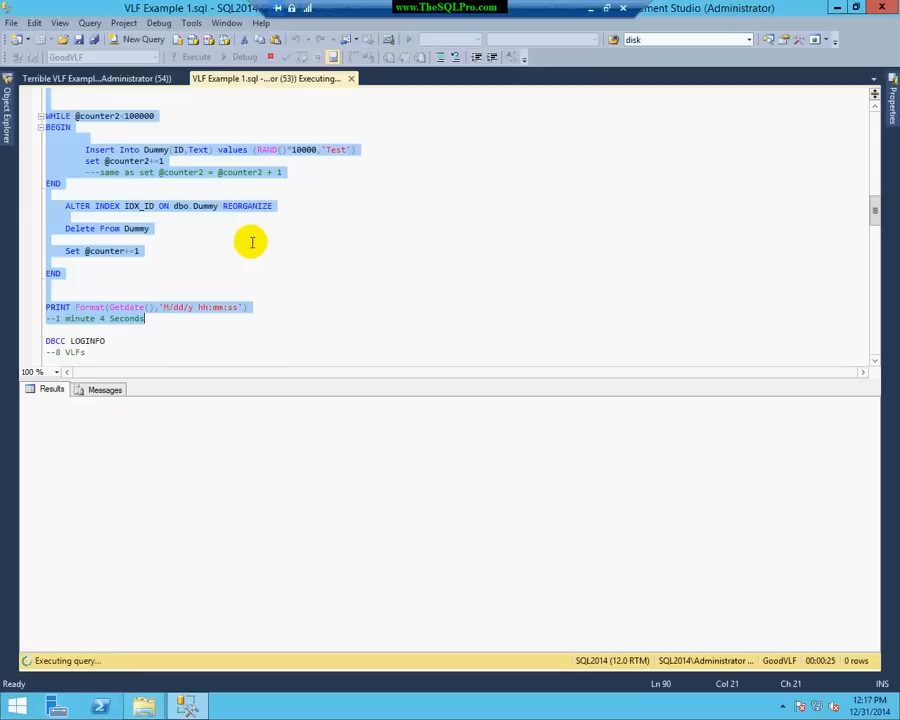 VLF Example 1.sql - SQL2014
www.TheSQLPro.com
ement Studio (Administrator)
File Edit View Query Project Debug Tools Window Help
New Query
disk
GoodVLF
Execute
Debug
Terrible VLF Exampl...Administrator (54))
VLF Example 1.sql -...or (53)) Executing...
Object Explorer
Properties
WHILE @counter2<100000
BEGIN
Insert Into Dummy(ID,Text) values (RAND()*10000,'Test')
set @counter2+=1
---same as set @counter2 = @counter2 + 1
END
ALTER INDEX IDX_ID ON dbo.Dummy REORGANIZE
Delete From Dummy
Set @counter+=1
END
PRINT Format(Getdate(),'M/dd/y hh:mm:ss')
--1 minute 4 Seconds
DBCC LOGINFO
--8 VLFs
100 %
Results
Messages
Executing query...
SQL2014 (12.0 RTM)
SQL2014\Administrator ...
GoodVLF
00:00:25
0 rows
Ready
Ln 90
Col 21
Ch 21
INS
12:17 PM
12/31/2014